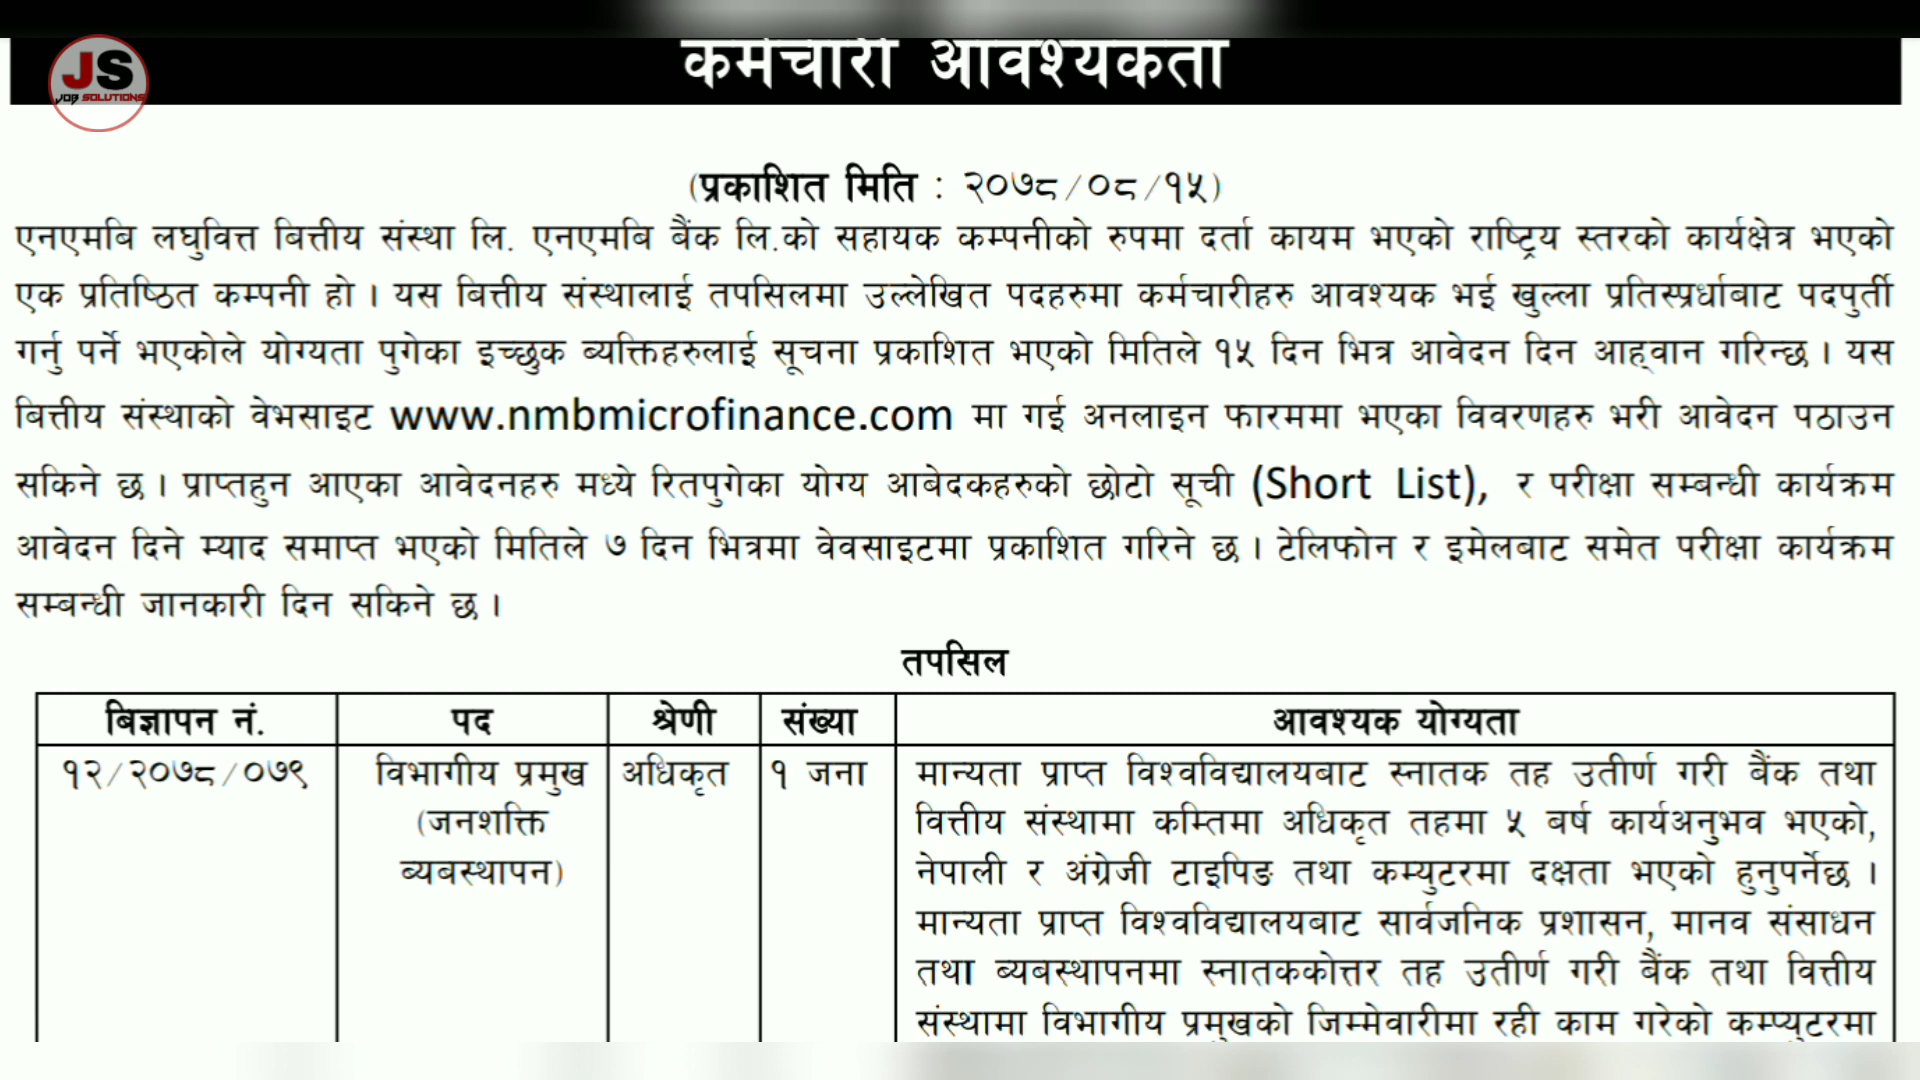 कर्मचारी आवश्यकता
JS
JOB SOLUTIONS
(प्रकाशित मिति : २०७८/०८/१५)
एनएमबि लघुवित्त बित्तीय संस्था लि. एनएमबि बैंक लि.को सहायक कम्पनीको रुपमा दर्ता कायम भएको राष्ट्रिय स्तरको कार्यक्षेत्र भएको
एक प्रतिष्ठित कम्पनी हो । यस बित्तीय संस्थालाई तपसिलमा उल्लेखित पदहरुमा कर्मचारीहरु आवश्यक भई खुल्ला प्रतिस्प्रर्धाबाट पदपुर्ती
गर्नु पर्ने भएकोले योग्यता पुगेका इच्छुक ब्यक्तिहरुलाई सूचना प्रकाशित भएको मितिले १५ दिन भित्र आवेदन दिन आह्वान गरिन्छ । यस
बित्तीय संस्थाको वेभसाइट www.nmbmicrofinance.com मा गई अनलाइन फारममा भएका विवरणहरु भरी आवेदन पठाउन
सकिने छ । प्राप्तहुन आएका आवेदनहरु मध्ये रितपुगेका योग्य आबेदकहरुको छोटो सूची (Short List), र परीक्षा सम्बन्धी कार्यक्रम
आवेदन दिने म्याद समाप्त भएको मितिले ७ दिन भित्रमा वेवसाइटमा प्रकाशित गरिने छ । टेलिफोन र इमेलबाट समेत परीक्षा कार्यक्रम
सम्बन्धी जानकारी दिन सकिने छ ।
तपसिल
बिज्ञापन नं. पद श्रेणी संख्या आवश्यक योग्यता
१२/२०७८/०७९ विभागीय प्रमुख अधिकृत १ जना मान्यता प्राप्त विश्वविद्यालयबाट स्नातक तह उतीर्ण गरी बैंक तथा
(जनशक्ति वित्तीय संस्थामा कम्तिमा अधिकृत तहमा ५ बर्ष कार्यअनुभव भएको,
ब्यबस्थापन) नेपाली र अंग्रेजी टाइपिङ तथा कम्युटरमा दक्षता भएको हुनुपर्नेछ ।
मान्यता प्राप्त विश्वविद्यालयबाट सार्वजनिक प्रशासन, मानव संसाधन
तथा ब्यबस्थापनमा स्नातककोत्तर तह उतीर्ण गरी बैंक तथा वित्तीय
संस्थामा विभागीय प्रमुखको जिम्मेवारीमा रही काम गरेको कम्प्युटरमा